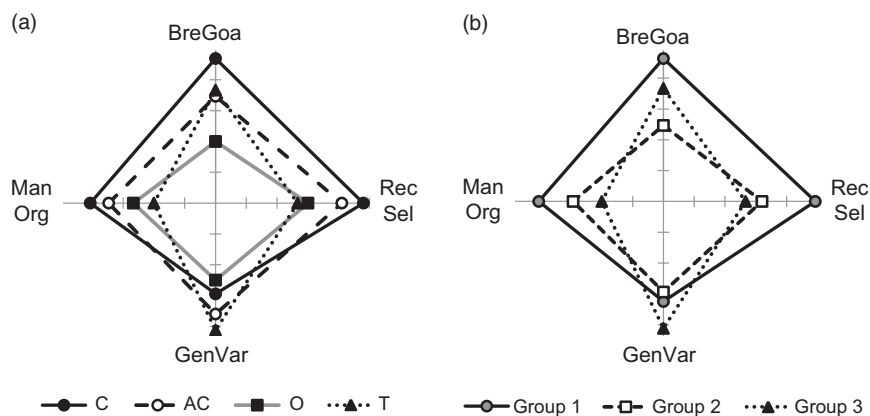 (a)
BreGoa
Man
Org
Rec
Sel
GenVar
C AC O T
(b)
BreGoa
Man
Org
Rec
Sel
GenVar
Group 1 Group 2 Group 3